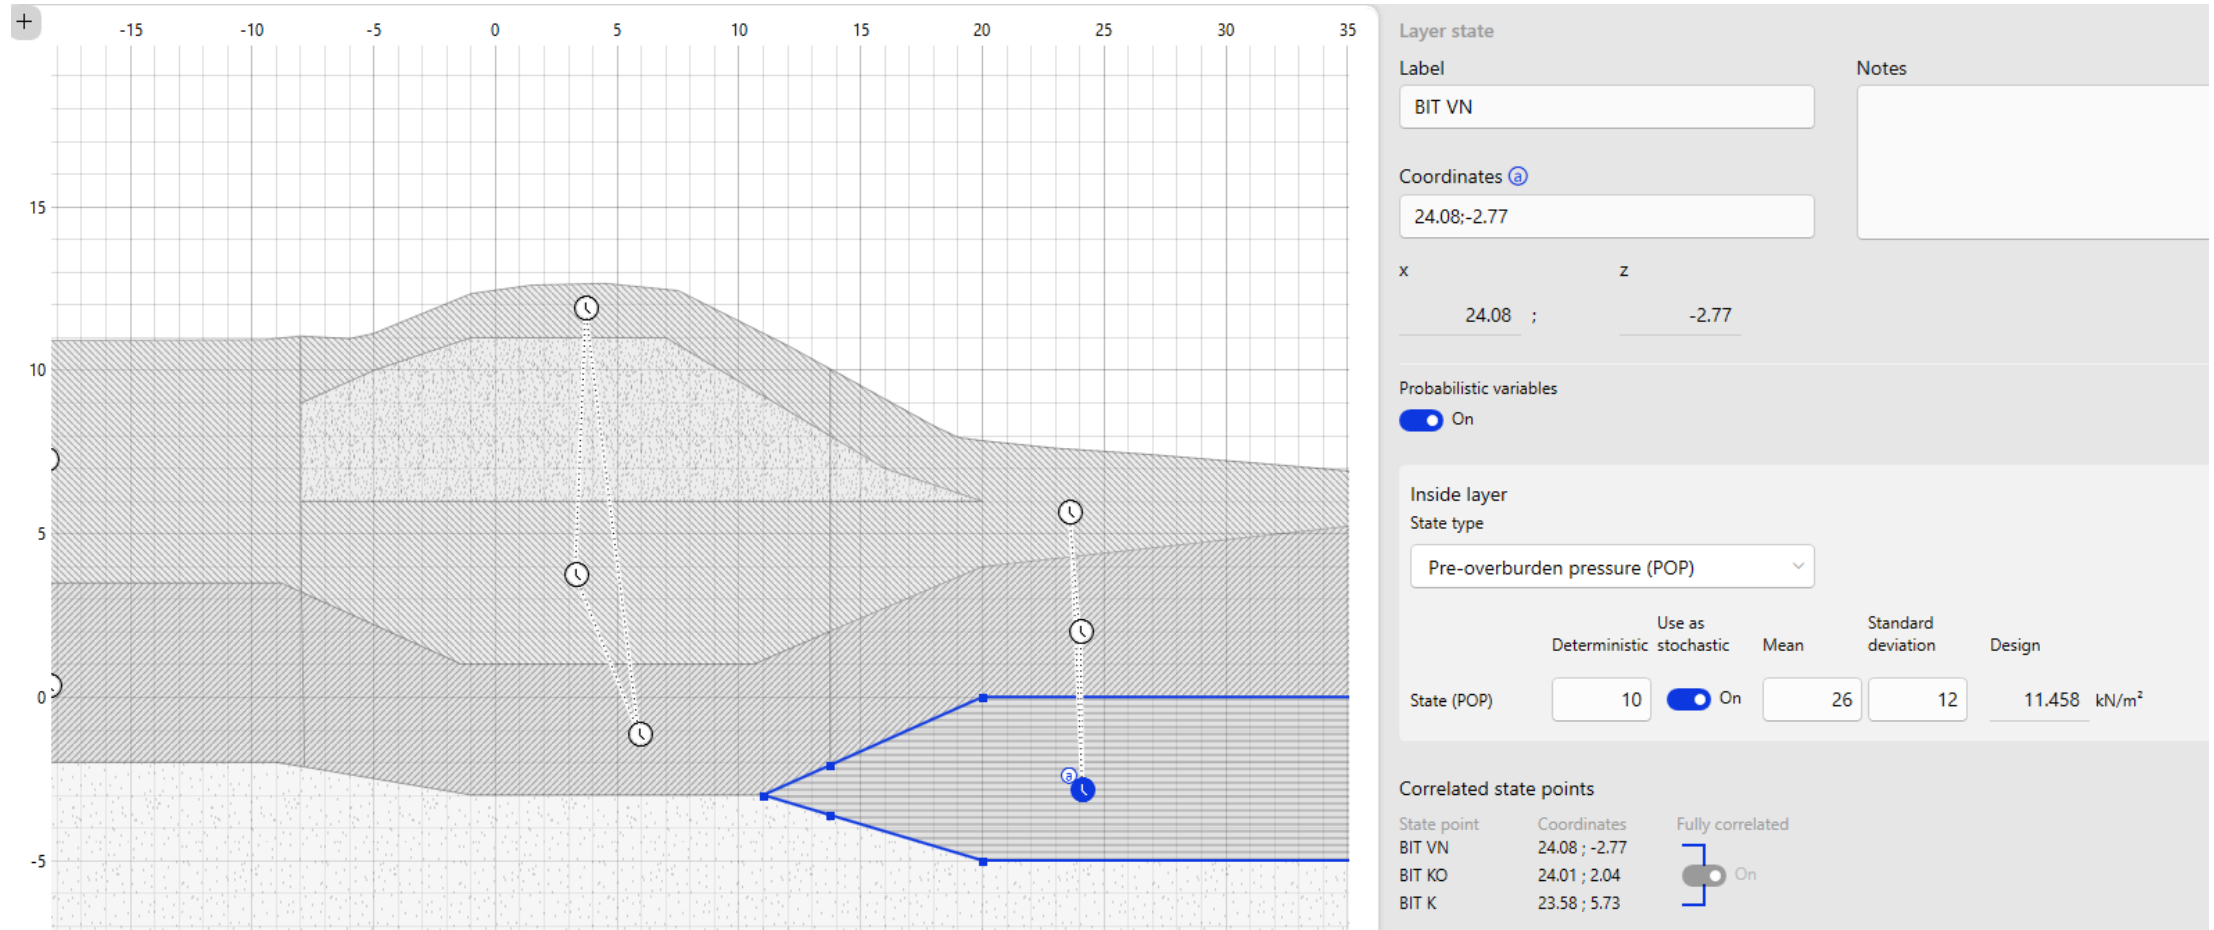 +
-15 -10 -5 0 5 10 15 20 25 30 35
15
10
5
0
-5
a
Layer state
Label Notes
BIT VN
Coordinates a
24.08;-2.77
x z
24.08 ; -2.77
Probabilistic variables
On
Inside layer
State type
Pre-overburden pressure (POP)
Use as Standard
Deterministic stochastic Mean deviation Design
State (POP) 10 On 26 12 11.458 kN/m²
Correlated state points
State point Coordinates Fully correlated
BIT VN 24.08 ; -2.77
BIT KO 24.01 ; 2.04 On
BIT K 23.58 ; 5.73